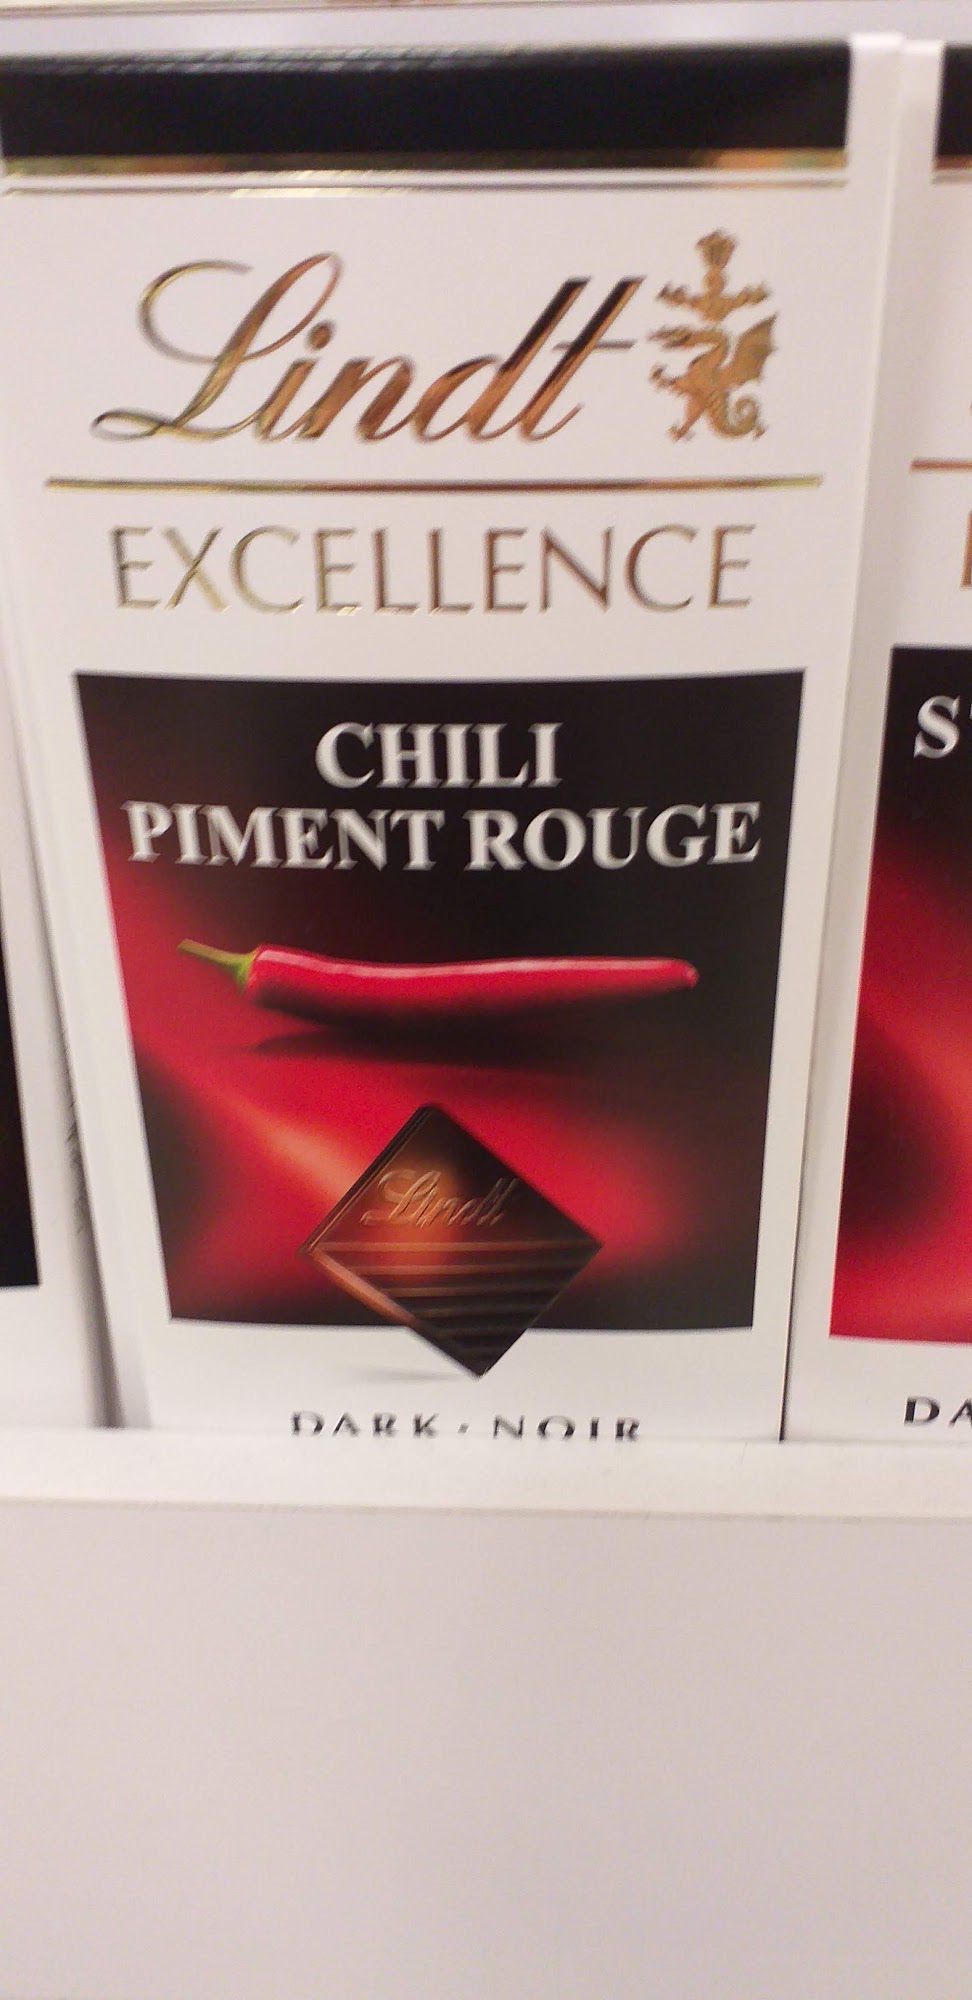 Lindt
EXCELLENCE
CHILI
PIMENT ROUGE
Lindt
DARK · NOIR